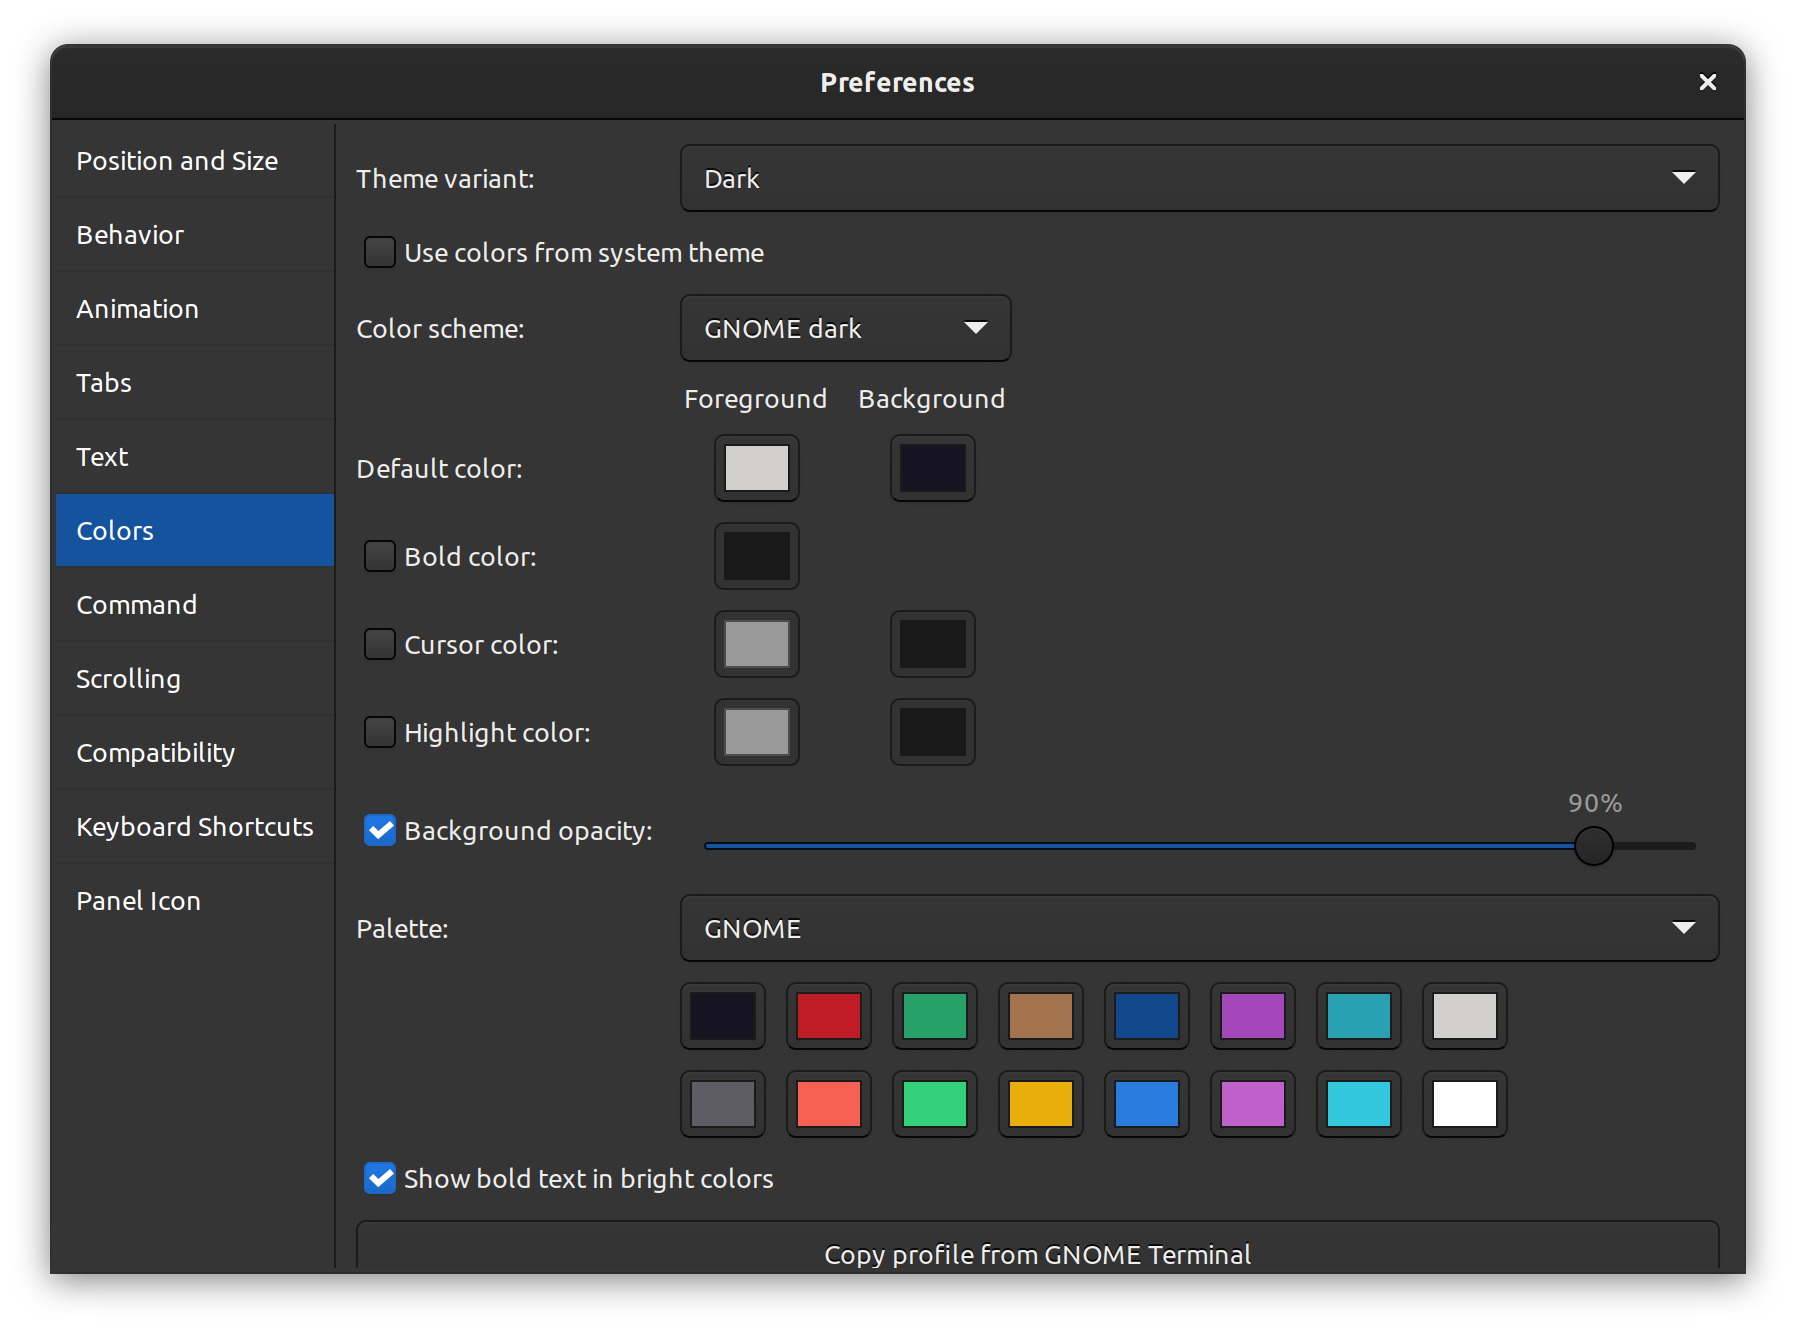 Preferences
Position and Size
Behavior
Animation
Tabs
Text
Colors
Command
Scrolling
Compatibility
Keyboard Shortcuts
Panel Icon
Theme variant: Dark
Use colors from system theme
Color scheme: GNOME dark
Foreground Background
Default color:
Bold color:
Cursor color:
Highlight color:
90%
Background opacity:
Palette: GNOME
Show bold text in bright colors
Copy profile from GNOME Terminal